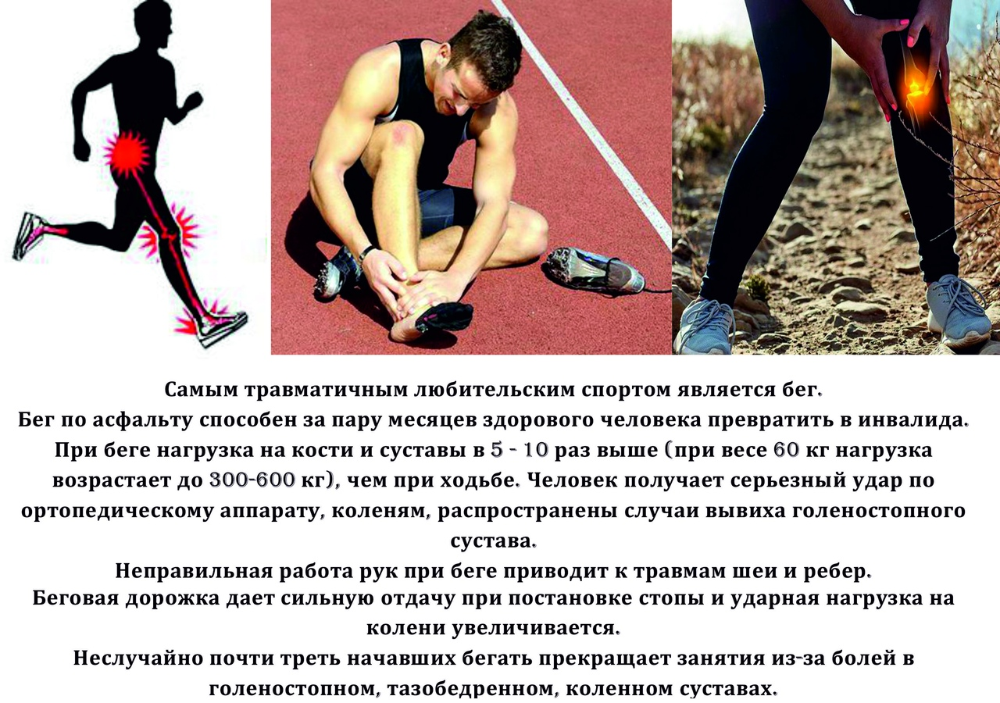 Самым травматичным любительским спортом является бег.
Бег по асфальту способен за пару месяцев здорового человека превратить в инвалида.
При беге нагрузка на кости и суставы в 5 - 10 раз выше (при весе 60 кг нагрузка
возрастает до 300-600 кг), чем при ходьбе. Человек получает серьезный удар по
ортопедическому аппарату, коленям, распространены случаи вывиха голеностопного
сустава.
Неправильная работа рук при беге приводит к травмам шеи и ребер.
Беговая дорожка дает сильную отдачу при постановке стопы и ударная нагрузка на
колени увеличивается.
Неслучайно почти треть начавших бегать прекращает занятия из-за болей в
голеностопном, тазобедренном, коленном суставах.